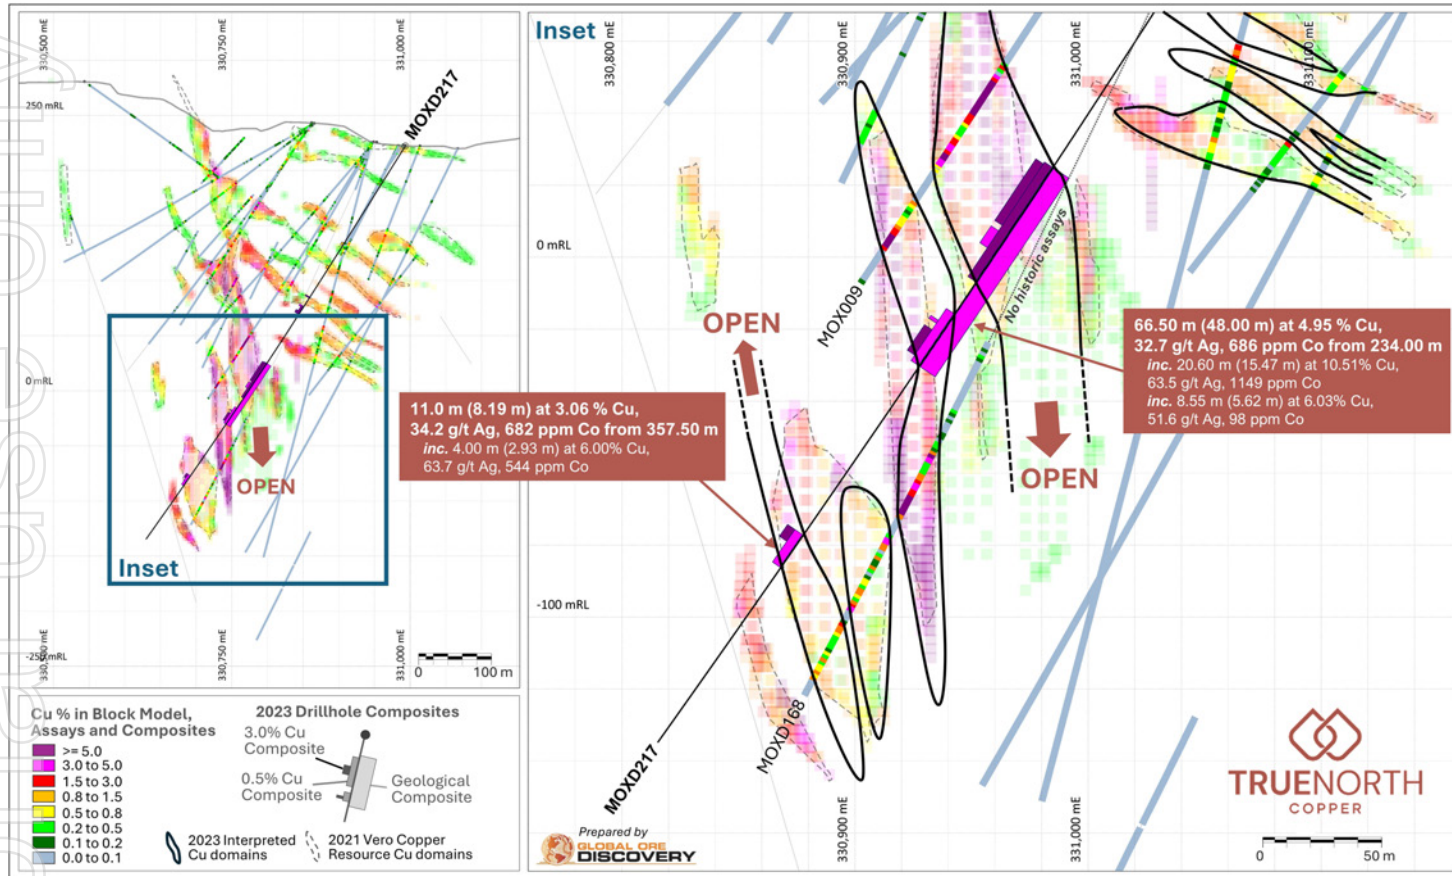 330,500 mE
330,750 mE
331,000 mE
MOXD217
250 mRL
0 mRL
OPEN
Inset
-250 mRL
330,500 mE
330,750 mE
331,000 mE
0 100 m
Inset
330,800 mE
330,900 mE
331,000 mE
331,100 mE
0 mRL
MOX009
No historic assays
OPEN
66.50 m (48.00 m) at 4.95 % Cu,
32.7 g/t Ag, 686 ppm Co from 234.00 m
inc. 20.60 m (15.47 m) at 10.51% Cu,
63.5 g/t Ag, 1149 ppm Co
inc. 8.55 m (5.62 m) at 6.03% Cu,
51.6 g/t Ag, 98 ppm Co
11.0 m (8.19 m) at 3.06 % Cu,
34.2 g/t Ag, 682 ppm Co from 357.50 m
inc. 4.00 m (2.93 m) at 6.00% Cu,
63.7 g/t Ag, 544 ppm Co
OPEN
-100 mRL
MOXD168
MOXD217
330,900 mE
331,000 mE
Prepared by
GLOBAL ORE
DISCOVERY
TRUENORTH
COPPER
0 50 m
Cu % in Block Model,
Assays and Composites
>= 5.0
3.0 to 5.0
1.5 to 3.0
0.8 to 1.5
0.5 to 0.8
0.2 to 0.5
0.1 to 0.2
0.0 to 0.1
2023 Drillhole Composites
3.0% Cu
Composite
0.5% Cu
Composite
Geological
Composite
2023 Interpreted
Cu domains
2021 Vero Copper
Resource Cu domains